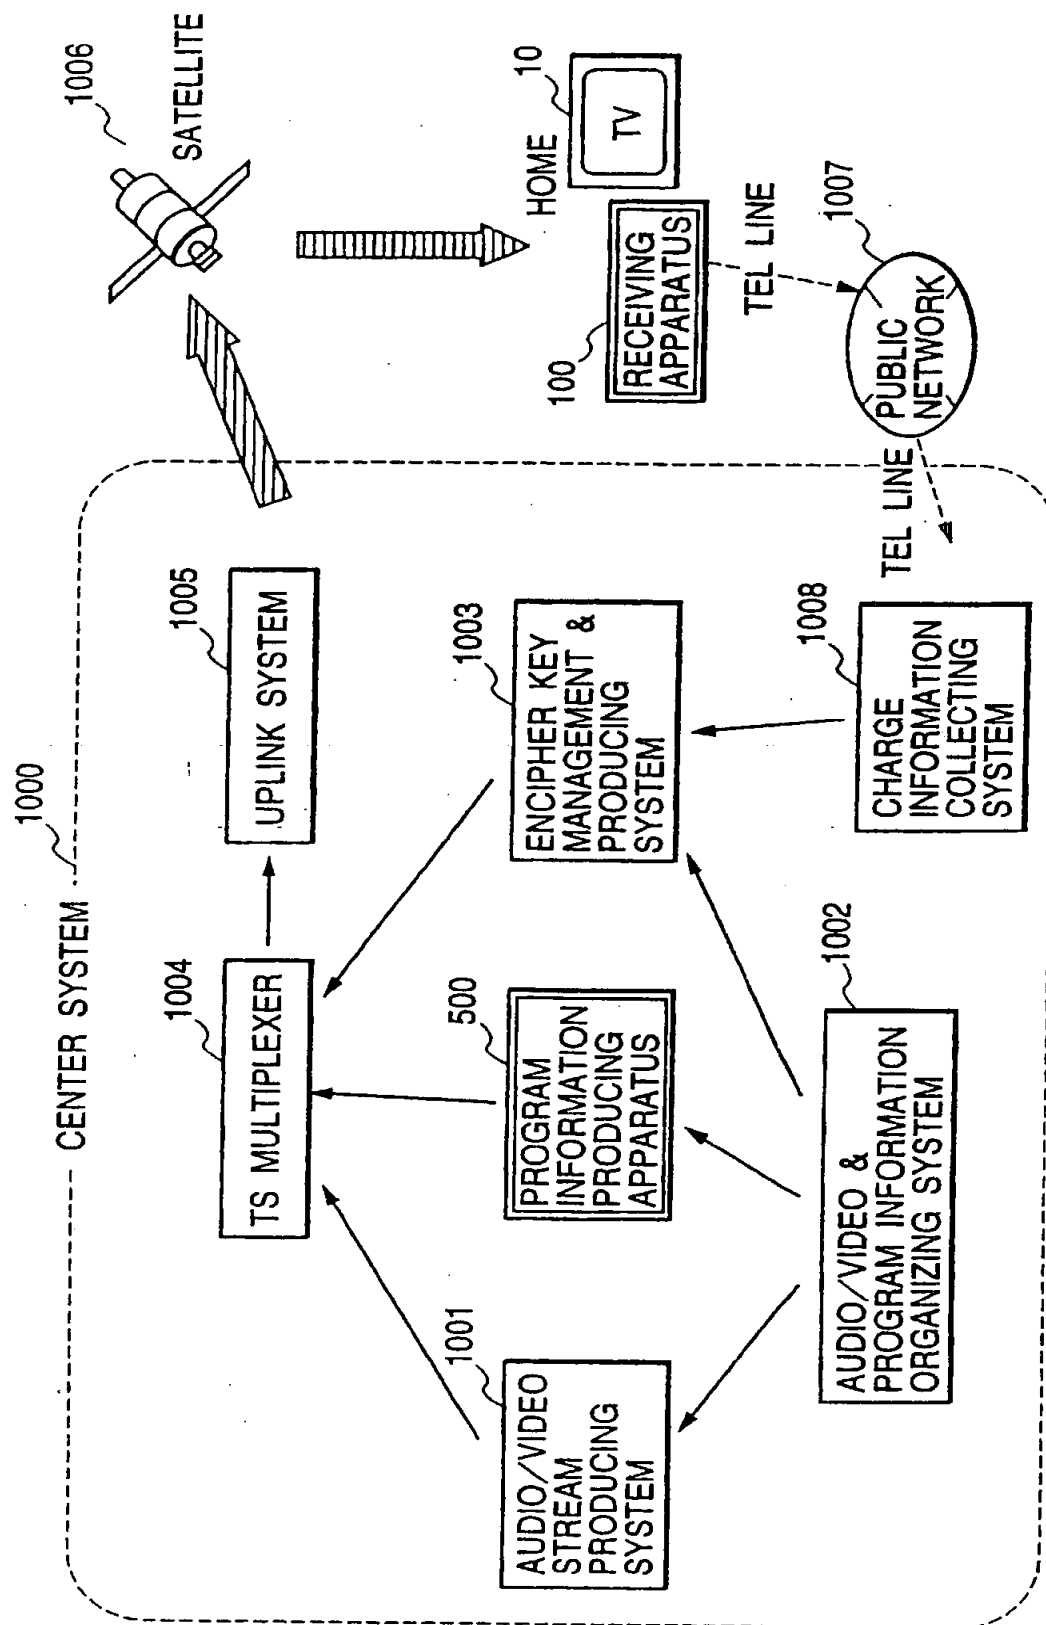 CENTER SYSTEM
1000
1004
TS MULTIPLEXER
1005
UPLINK SYSTEM
1006
SATELLITE
1001
AUDIO/VIDEO
STREAM
PRODUCING
SYSTEM
500
PROGRAM
INFORMATION
PRODUCING
APPARATUS
1003
ENCIPHER KEY
MANAGEMENT &
PRODUCING
SYSTEM
HOME
10
TV
100
RECEIVING
APPARATUS
TEL LINE
1007
PUBLIC
NETWORK
TEL LINE
1002
AUDIO/VIDEO &
PROGRAM INFORMATION
ORGANIZING SYSTEM
1008
CHARGE
INFORMATION
COLLECTING
SYSTEM